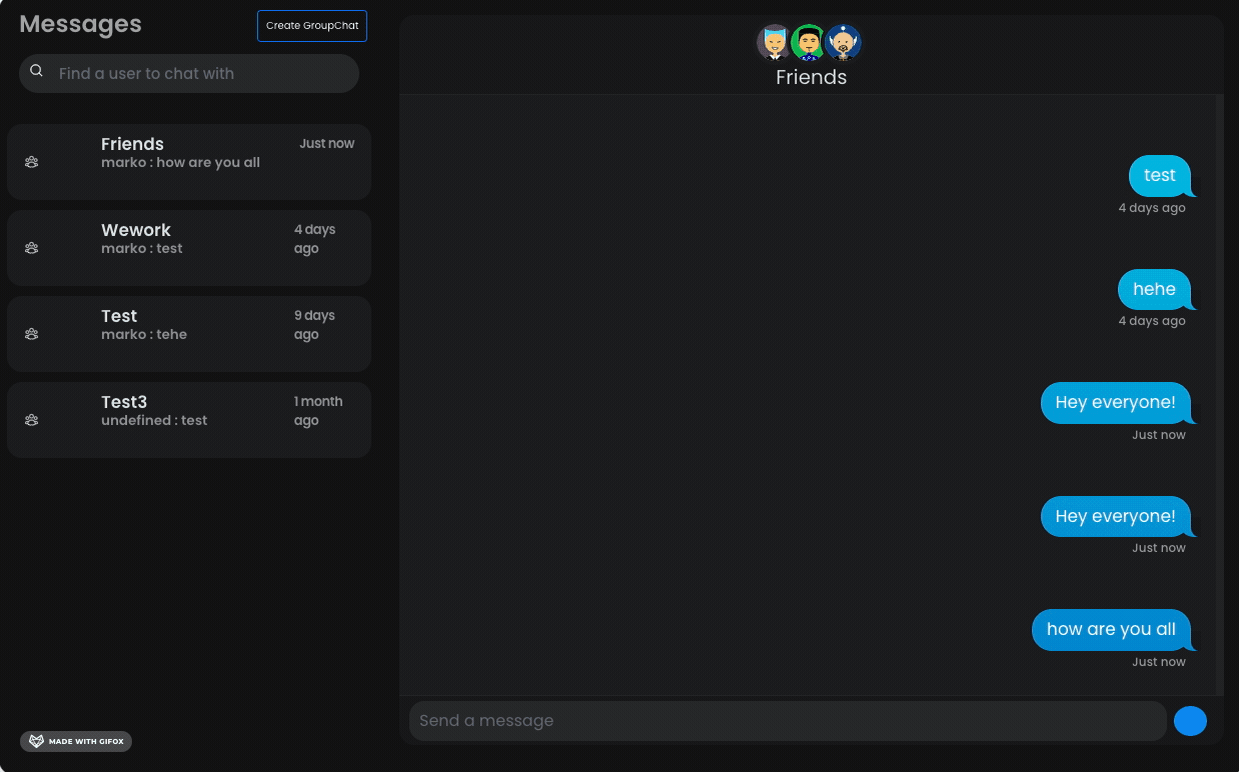 Messages
Create GroupChat
Find a user to chat with
Friends
Just now
marko : how are you all
Wework
4 days
marko : test
ago
Test
9 days
marko : tehe
ago
Test3
1 month
undefined : test
ago
MADE WITH GIFOX
Friends
test
4 days ago
hehe
4 days ago
Hey everyone!
Just now
Hey everyone!
Just now
how are you all
Just now
Send a message